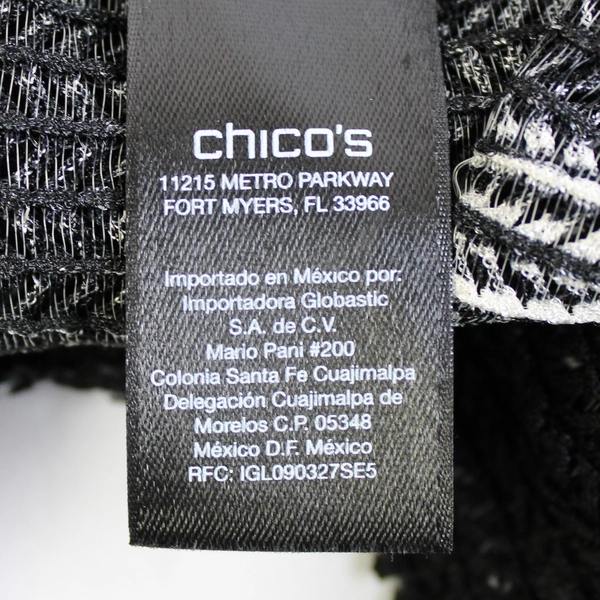 chico's
11215 METRO PARKWAY
FORT MYERS, FL 33966
Importado en México por:
Importadora Globastic
S.A. de C.V.
Mario Pani #200
Colonia Santa Fe Cuajimalpa
Delegación Cuajimalpa de
Morelos C.P. 05348
México D.F. México
RFC: IGL090327SE5